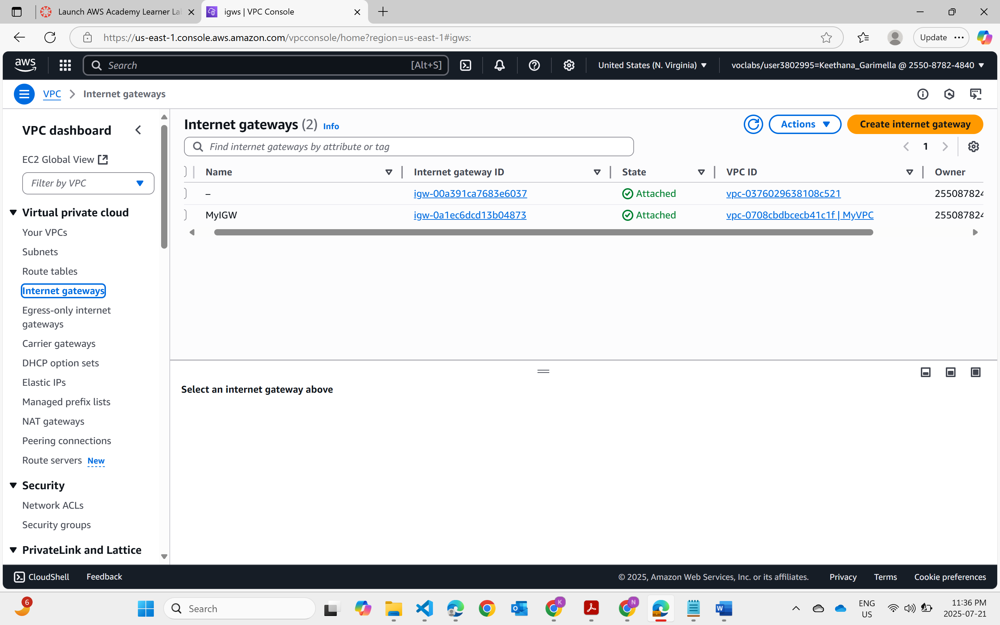 Launch AWS Academy Learner La
igws | VPC Console
https://us-east-1.console.aws.amazon.com/vpcconsole/home?region=us-east-1#igws:
Update
aws
Search [Alt+S]
United States (N. Virginia)
voclabs/user3802995=Keethana_Garimella @ 2550-8782-4840
VPC Internet gateways
VPC dashboard
EC2 Global View
Filter by VPC
Virtual private cloud
Your VPCs
Subnets
Route tables
Internet gateways
Egress-only internet
gateways
Carrier gateways
DHCP option sets
Elastic IPs
Managed prefix lists
NAT gateways
Peering connections
Route servers New
Security
Network ACLs
Security groups
PrivateLink and Lattice
Internet gateways (2) Info
Actions
Create internet gateway
Find internet gateways by attribute or tag
1
Name Internet gateway ID State VPC ID Owner
– igw-00a391ca7683e6037 Attached vpc-0376029638108c521 255087824
MyIGW igw-0a1ec6dcd13b04873 Attached vpc-0708cbdbcecb41c1f | MyVPC 255087824
Select an internet gateway above
CloudShell Feedback
© 2025, Amazon Web Services, Inc. or its affiliates. Privacy Terms Cookie preferences
6
Search
K
N
ENG
US
11:36 PM
2025-07-21